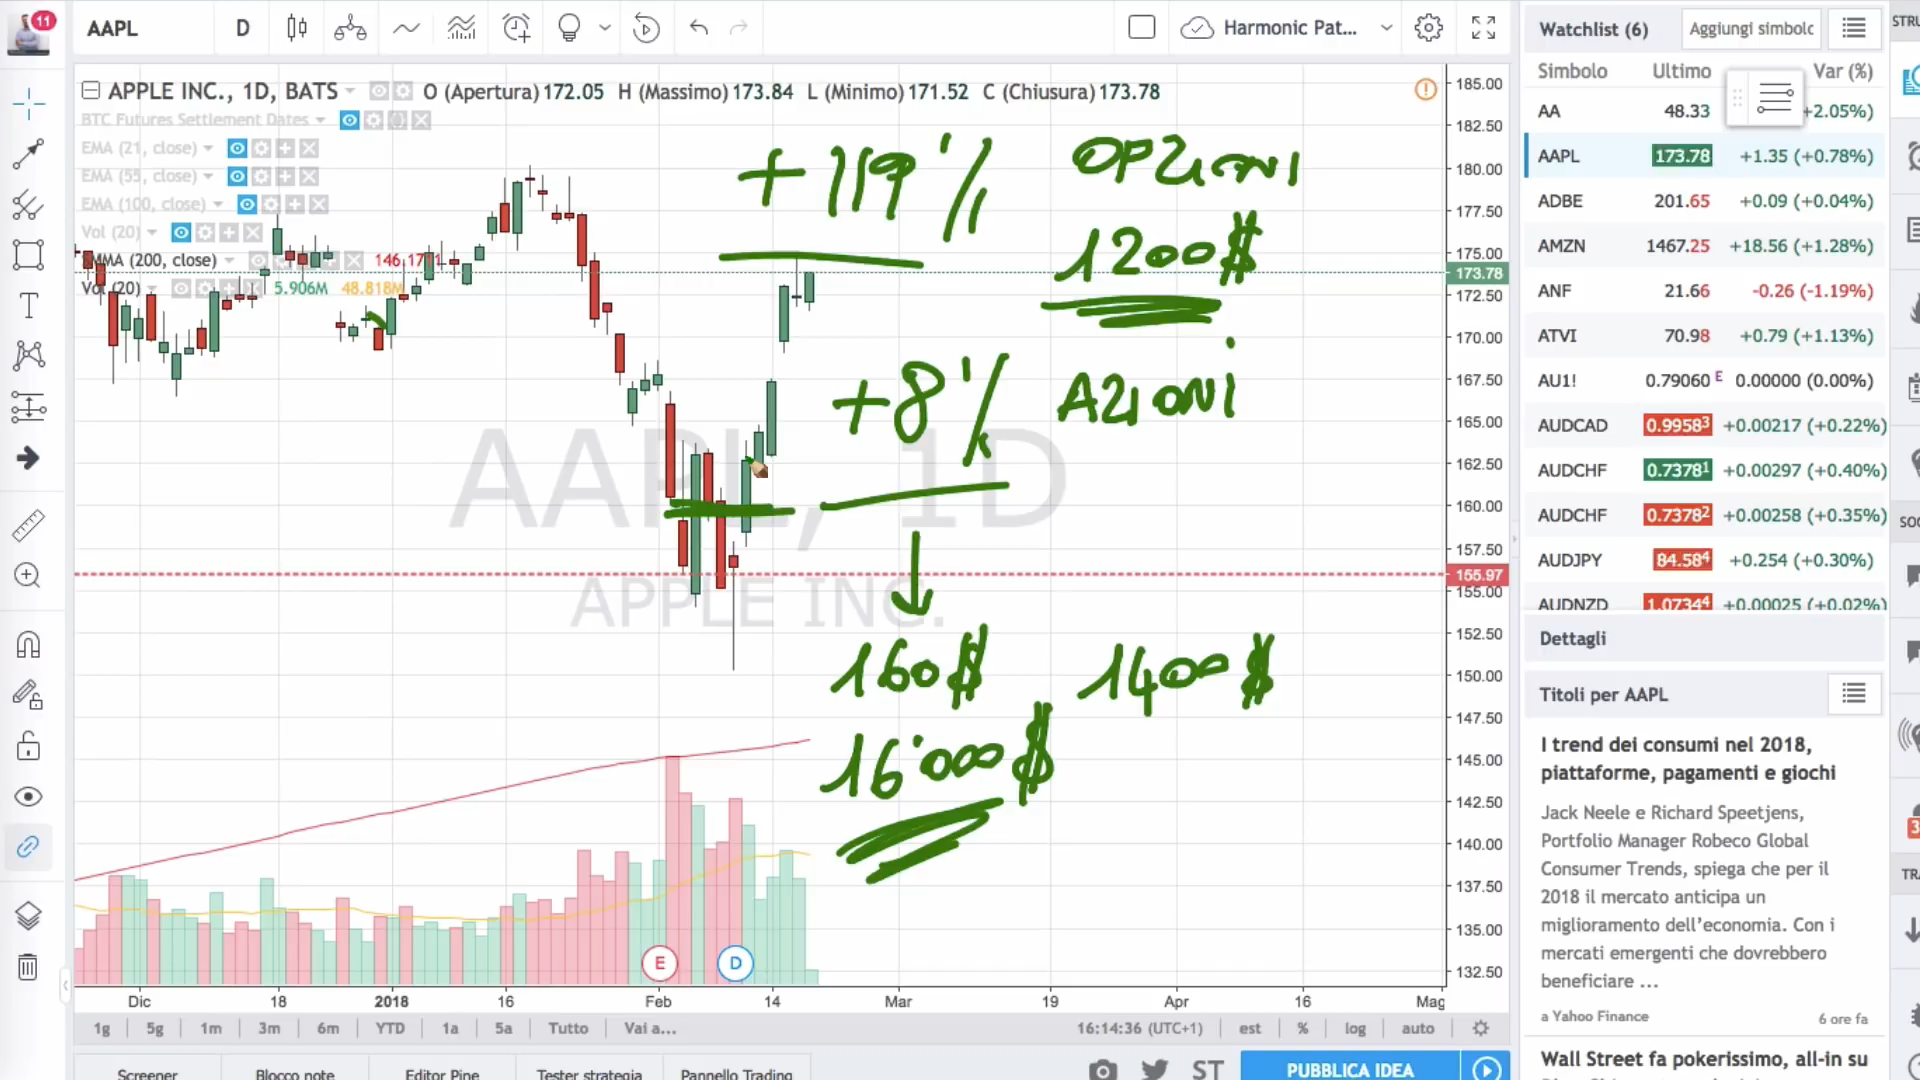 11
AAPL
D
Harmonic Pat...
APPLE INC., 1D, BATS
O (Apertura) 172.05 H (Massimo) 173.84 L (Minimo) 171.52 C (Chiusura) 173.78
BTC Futures Settlement Dates
EMA (21, close)
EMA (55, close)
EMA (100, close)
Vol (20)
MMA (200, close)
Vol (20)
5.906M
48.818M
+119%
OPZIONI
1200$
+8%
AZIONI
160$
1400$
16'000$
AAPL, 1D
APPLE INC.
185.00
182.50
180.00
177.50
175.00
173.78
172.50
170.00
167.50
165.00
162.50
160.00
157.50
155.97
155.00
152.50
150.00
147.50
145.00
142.50
140.00
137.50
135.00
132.50
E
D
Dic
18
2018
16
Feb
14
Mar
19
Apr
16
Mag
1g
5g
1m
3m
6m
YTD
1a
5a
Tutto
Vai a...
16:14:36 (UTC+1)
est
%
log
auto
Screener
Blocco note
Editor Pine
Tester strategia
Pannello Trading
ST
PUBBLICA IDEA
Watchlist (6)
Aggiungi simbolo
Simbolo
Ultimo
Var (%)
AA 48.33 +2.05%)
AAPL 173.78 +1.35 (+0.78%)
ADBE 201.65 +0.09 (+0.04%)
AMZN 1467.25 +18.56 (+1.28%)
ANF 21.66 -0.26 (-1.19%)
ATVI 70.98 +0.79 (+1.13%)
AU1! 0.79060 E 0.00000 (0.00%)
AUDCAD 0.99583 +0.00217 (+0.22%)
AUDCHF 0.73781 +0.00297 (+0.40%)
AUDCHF 0.73782 +0.00258 (+0.35%)
AUDJPY 84.584 +0.254 (+0.30%)
AUDNZD 1.07344 +0.00025 (+0.02%)
Dettagli
Titoli per AAPL
I trend dei consumi nel 2018,
piattaforme, pagamenti e giochi
Jack Neele e Richard Speetjens,
Portfolio Manager Robeco Global
Consumer Trends, spiega che per il
2018 il mercato anticipa un
miglioramento dell'economia. Con i
mercati emergenti che dovrebbero
beneficiare ...
a Yahoo Finance
6 ore fa
Wall Street fa pokerissimo, all-in su
STRU
SOC
3
TRA